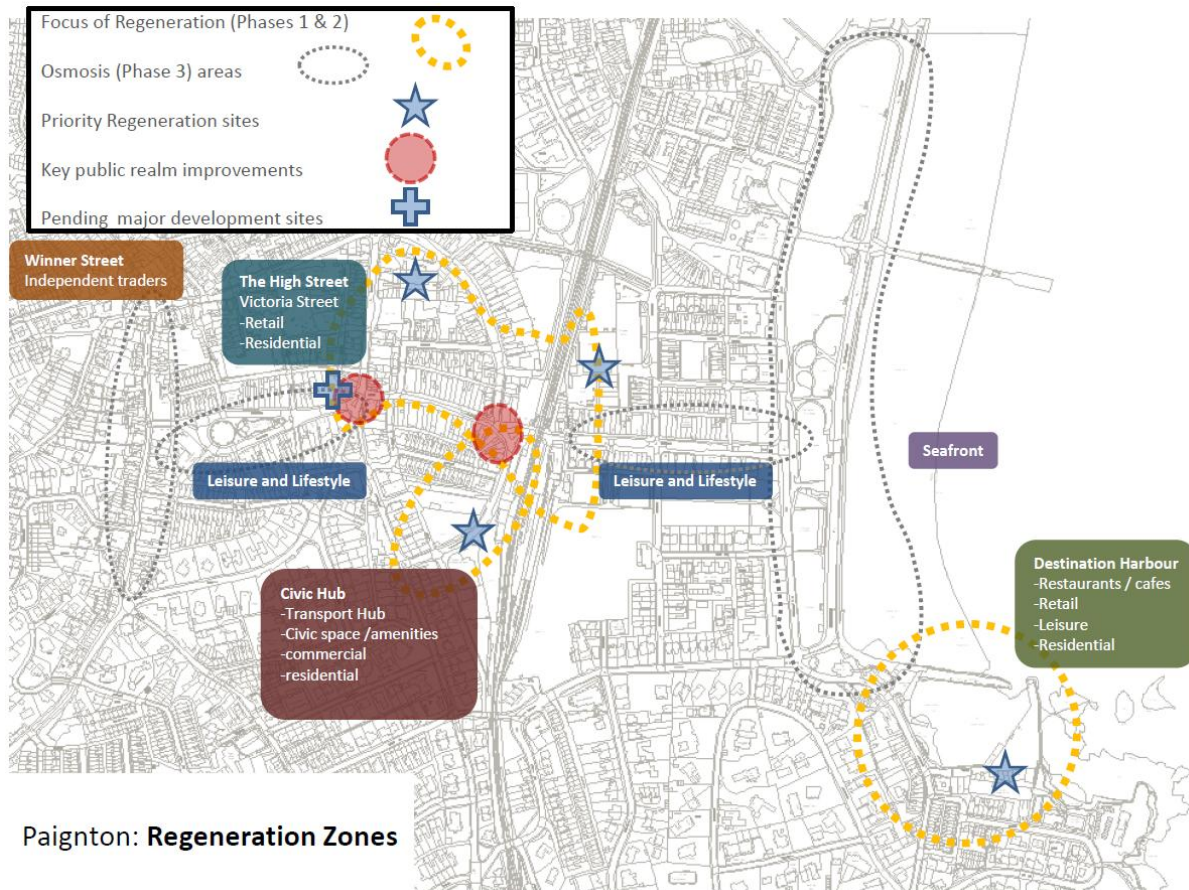 Focus of Regeneration (Phases 1 & 2)
Osmosis (Phase 3) areas
Priority Regeneration sites
Key public realm improvements
Pending major development sites
Winner Street
Independent traders
The High Street
Victoria Street
-Retail
-Residential
Leisure and Lifestyle
Leisure and Lifestyle
Seafront
Civic Hub
-Transport Hub
-Civic space /amenities
-commercial
-residential
Destination Harbour
-Restaurants / cafes
-Retail
-Leisure
-Residential
Paignton: Regeneration Zones